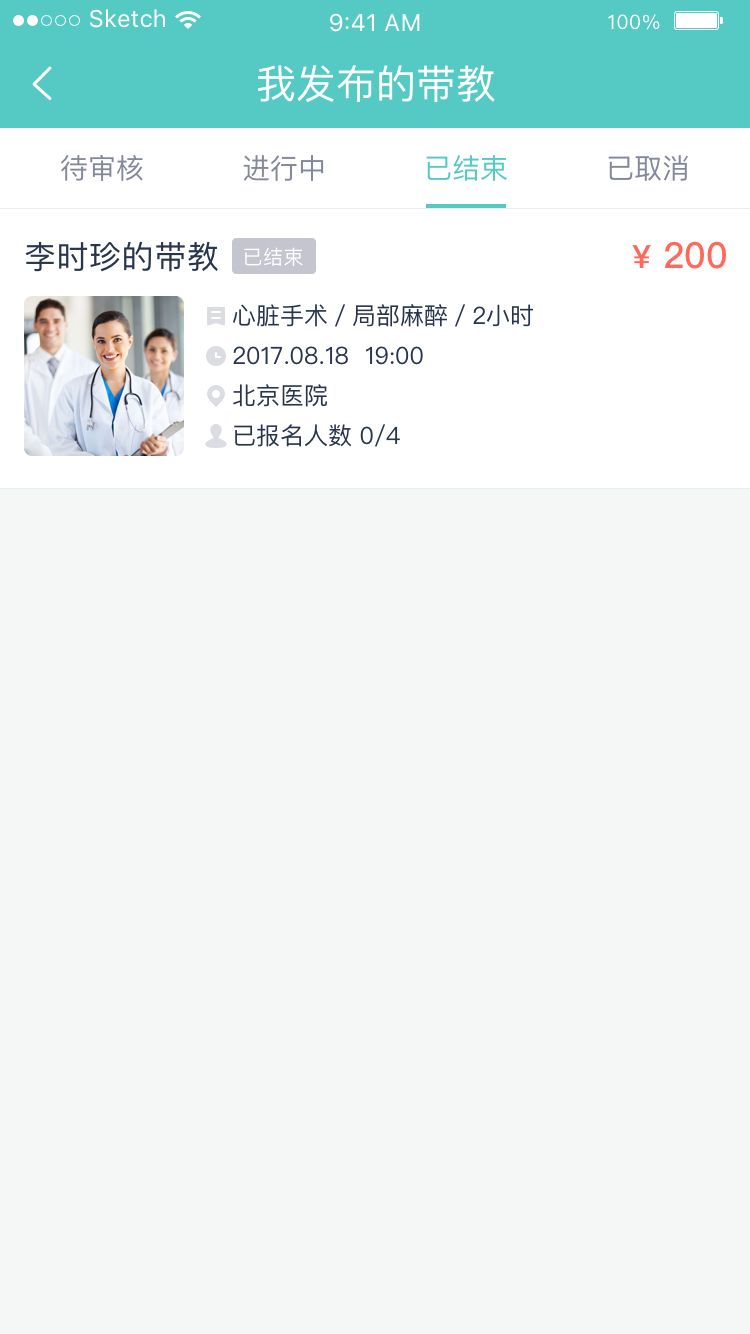 Sketch 9:41 AM 100%
我发布的带教
待审核 进行中 已结束 已取消
李时珍的带教 已结束 ¥ 200
心脏手术 / 局部麻醉 / 2小时
2017.08.18 19:00
北京医院
已报名人数 0/4